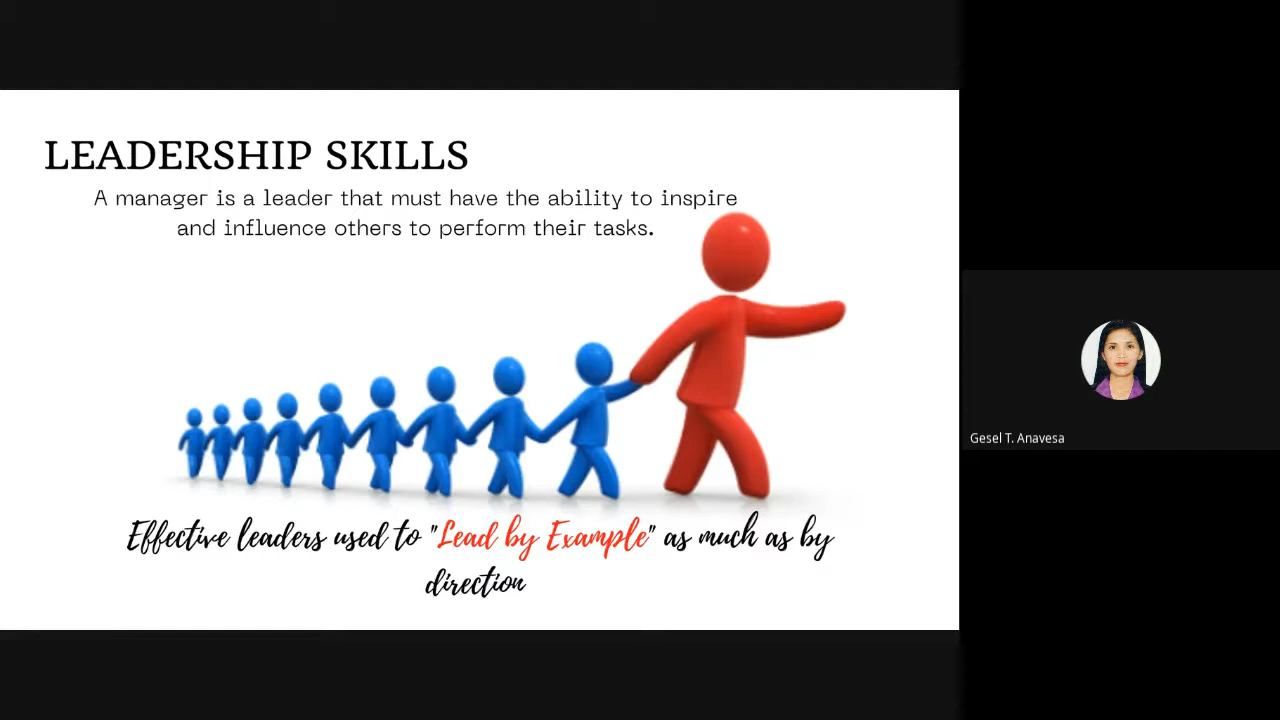 LEADERSHIP SKILLS
A manager is a leader that must have the ability to inspire
and influence others to perform their tasks.
Effective leaders used to "Lead by Example" as much as by
direction
Gesel T. Anavesa